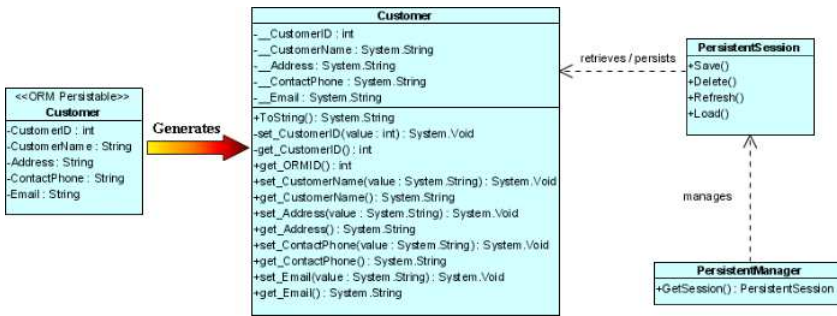 <<ORM Persistable>>
Customer
-CustomerID : int
-CustomerName : String
-Address : String
-ContactPhone : String
-Email : String
Generates
Customer
-__CustomerID : int
-__CustomerName : System.String
-__Address : System.String
-__ContactPhone : System.String
-__Email : System.String
+ToString() : System.String
-set_CustomerID(value : int) : System.Void
-get_CustomerID() : int
+get_ORMID() : int
+set_CustomerName(value : System.String) : System.Void
+get_CustomerName() : System.String
+set_Address(value : System.String) : System.Void
+get_Address() : System.String
+set_ContactPhone(value : System.String) : System.Void
+get_ContactPhone() : System.String
+set_Email(value : System.String) : System.Void
+get_Email() : System.String
retrieves / persists
PersistentSession
+Save()
+Delete()
+Refresh()
+Load()
manages
PersistentManager
+GetSession() : PersistentSession